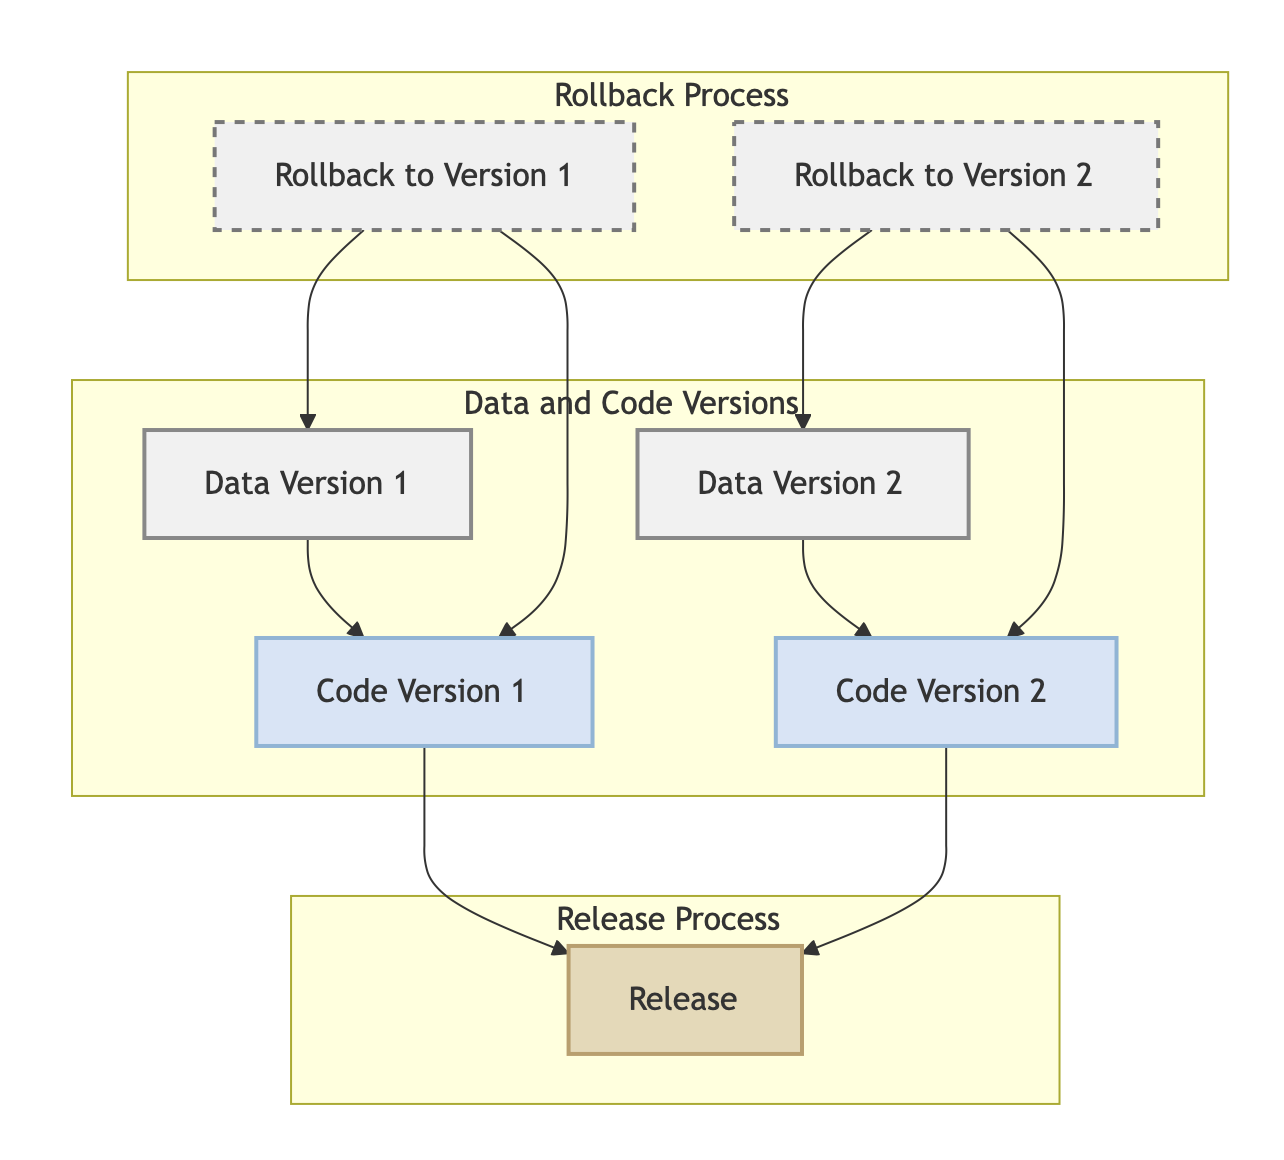 Rollback Process
Rollback to Version 1
Rollback to Version 2
Data and Code Versions
Data Version 1
Data Version 2
Code Version 1
Code Version 2
Release Process
Release